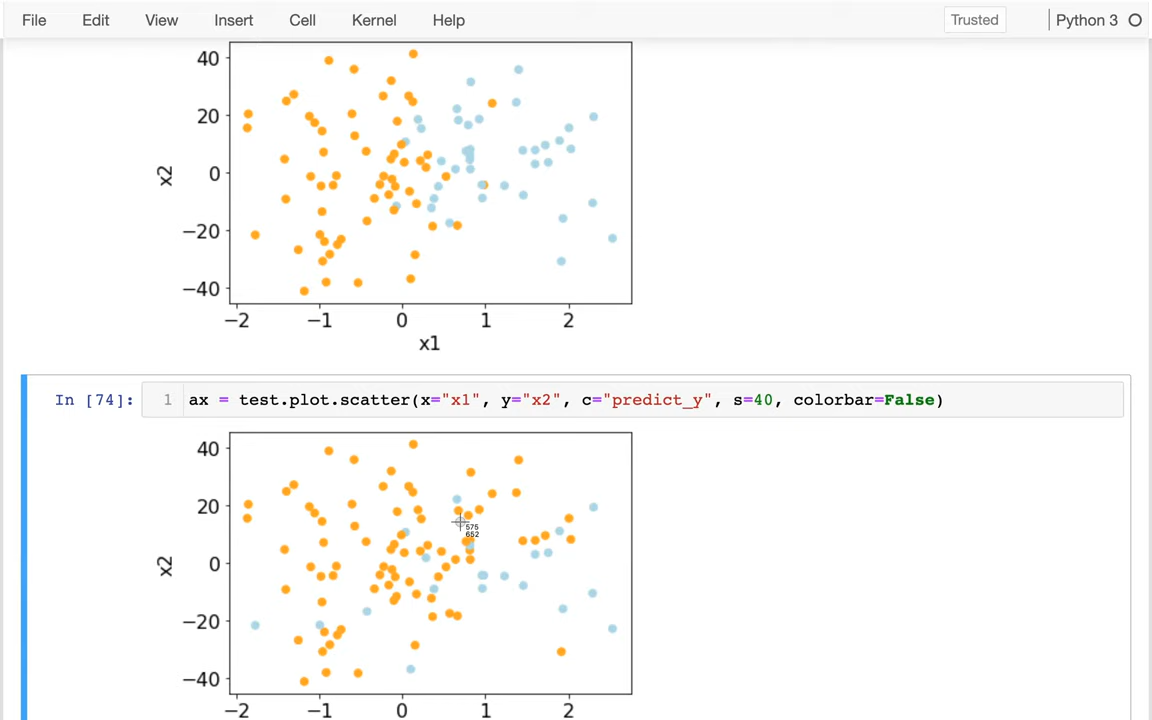 File Edit View Insert Cell Kernel Help Trusted Python 3
40
20
0
−20
−40
x2
−2 −1 0 1 2
x1
In [74]: 1 ax = test.plot.scatter(x="x1", y="x2", c="predict_y", s=40, colorbar=False)
40
20
0
−20
−40
x2
575
652
−2 −1 0 1 2